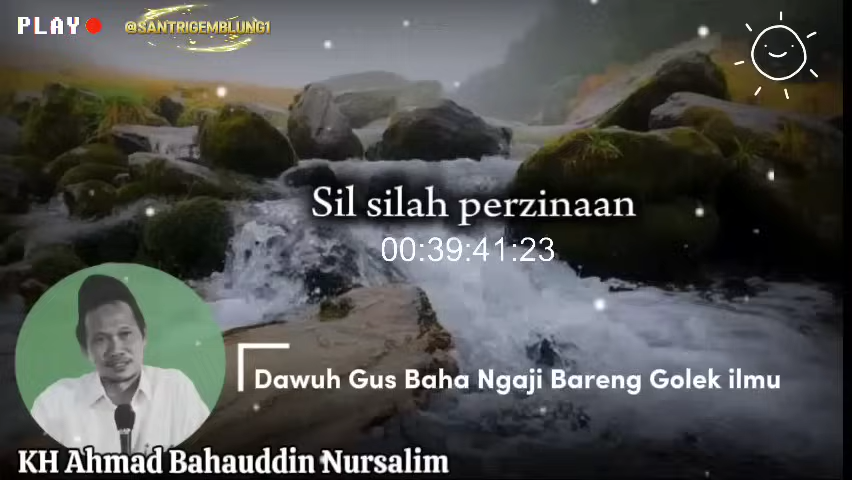 PLAY
@SANTRIGEMBLUNG1
Sil silah perzinaan
00:39:41:23
Dawuh Gus Baha Ngaji Bareng Golek ilmu
KH Ahmad Bahauddin Nursalim